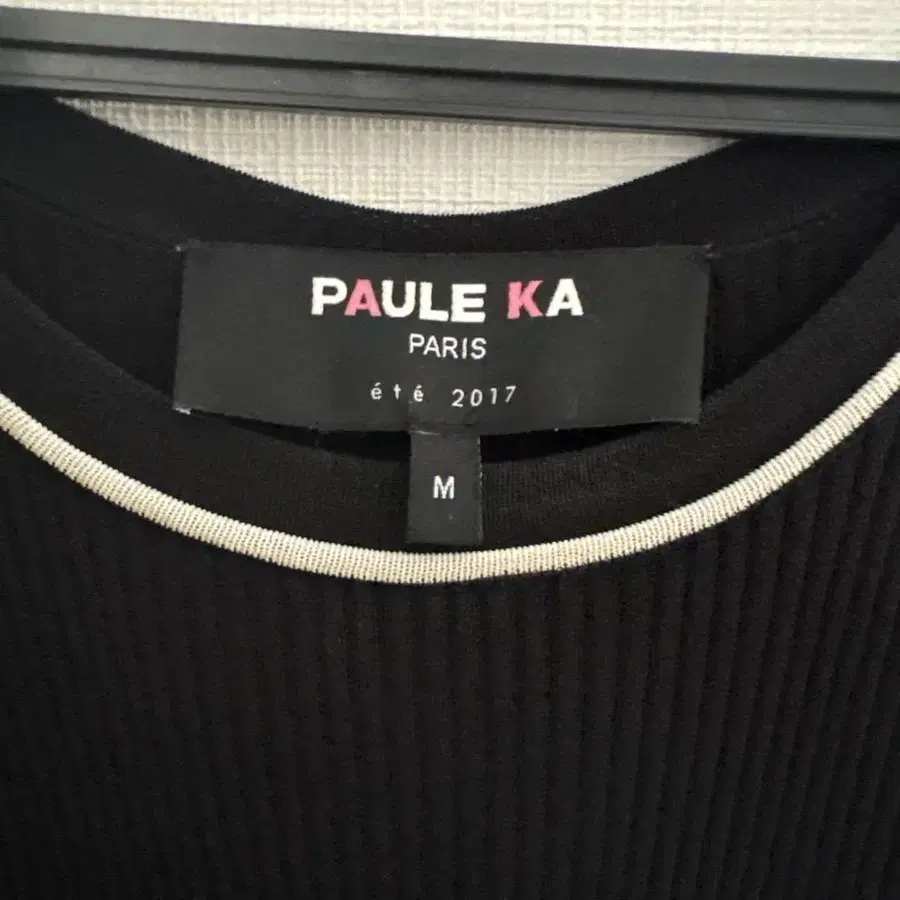 PAULE KA
PARIS
été 2017
M